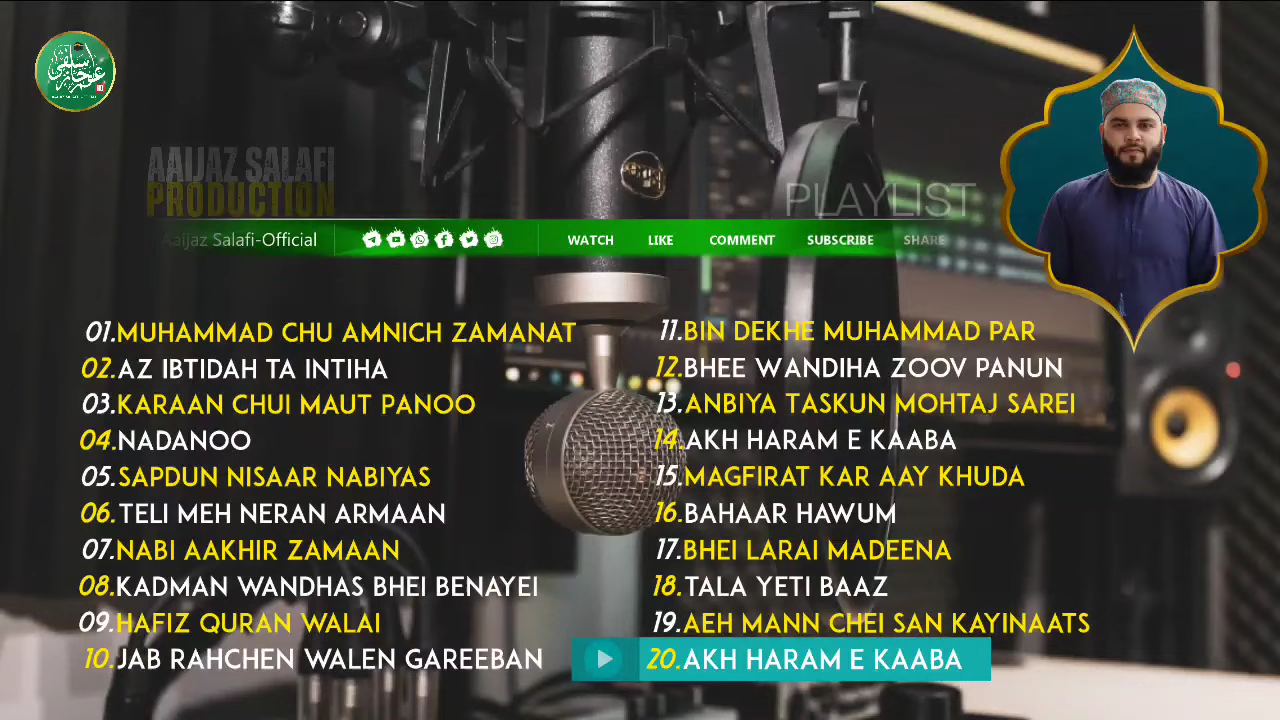 AAIJAZ SALAFI
PRODUCTION
PLAYLIST
Aaijaz Salafi-Official
WATCH LIKE COMMENT SUBSCRIBE SHARE
01.MUHAMMAD CHU AMNICH ZAMANAT
02.AZ IBTIDAH TA INTIHA
03.KARAAN CHUI MAUT PANOO
04.NADANOO
05.SAPDUN NISAAR NABIYAS
06.TELI MEH NERAN ARMAAN
07.NABI AAKHIR ZAMAAN
08.KADMAN WANDHAS BHEI BENAYEI
09.HAFIZ QURAN WALAI
10.JAB RAHCHEN WALEN GAREEBAN
11.BIN DEKHE MUHAMMAD PAR
12.BHEE WANDIHA ZOOV PANUN
13.ANBIYA TASKUN MOHTAJ SAREI
14.AKH HARAM E KAABA
15.MAGFIRAT KAR AAY KHUDA
16.BAHAAR HAWUM
17.BHEI LARAI MADEENA
18.TALA YETI BAAZ
19.AEH MANN CHEI SAN KAYINAATS
20.AKH HARAM E KAABA